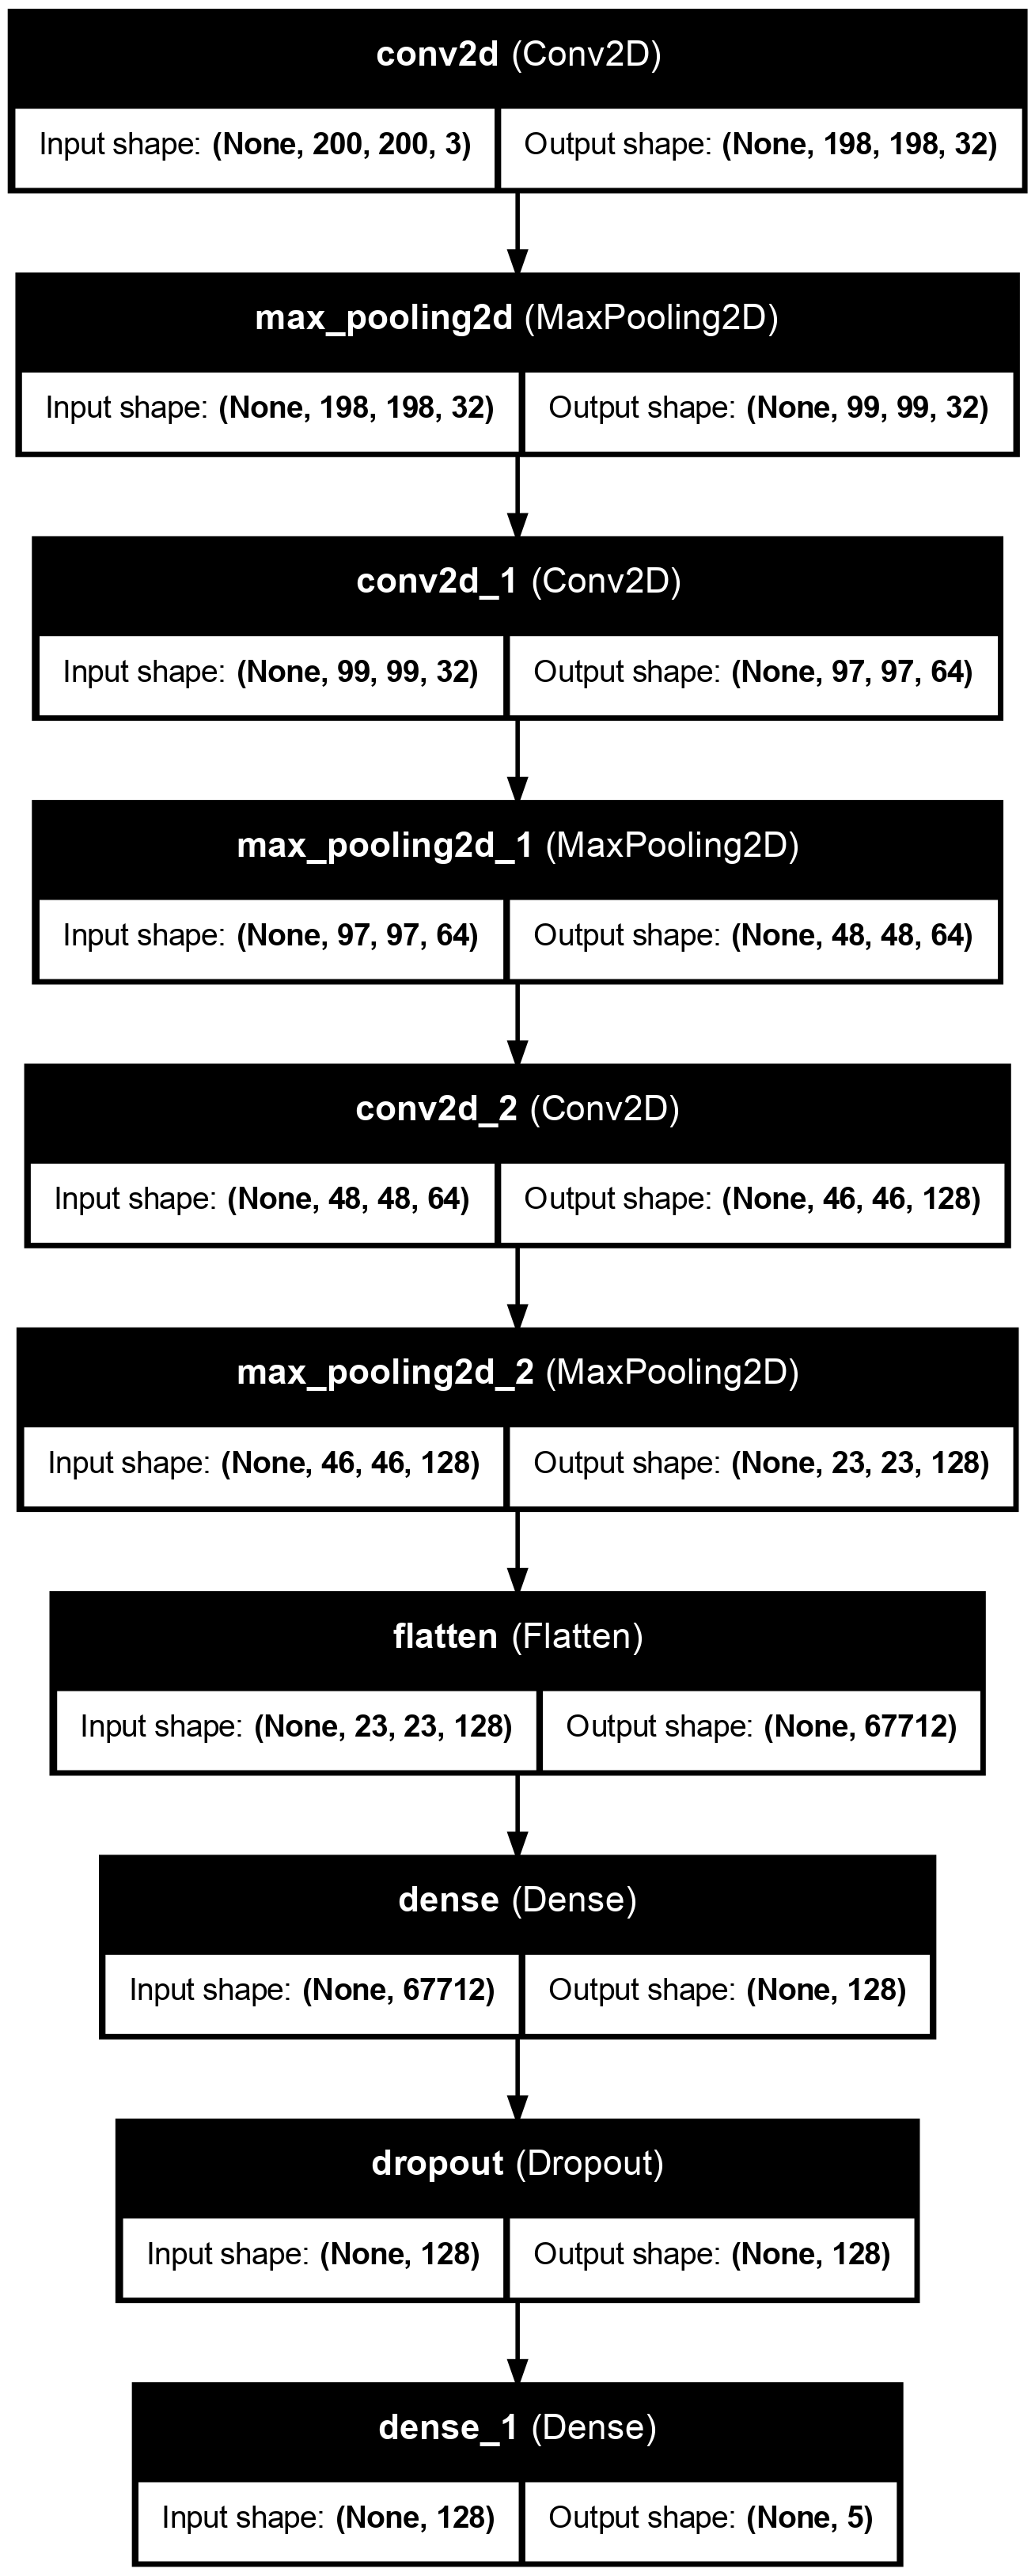 conv2d (Conv2D)
Input shape: (None, 200, 200, 3) Output shape: (None, 198, 198, 32)
max_pooling2d (MaxPooling2D)
Input shape: (None, 198, 198, 32) Output shape: (None, 99, 99, 32)
conv2d_1 (Conv2D)
Input shape: (None, 99, 99, 32) Output shape: (None, 97, 97, 64)
max_pooling2d_1 (MaxPooling2D)
Input shape: (None, 97, 97, 64) Output shape: (None, 48, 48, 64)
conv2d_2 (Conv2D)
Input shape: (None, 48, 48, 64) Output shape: (None, 46, 46, 128)
max_pooling2d_2 (MaxPooling2D)
Input shape: (None, 46, 46, 128) Output shape: (None, 23, 23, 128)
flatten (Flatten)
Input shape: (None, 23, 23, 128) Output shape: (None, 67712)
dense (Dense)
Input shape: (None, 67712) Output shape: (None, 128)
dropout (Dropout)
Input shape: (None, 128) Output shape: (None, 128)
dense_1 (Dense)
Input shape: (None, 128) Output shape: (None, 5)